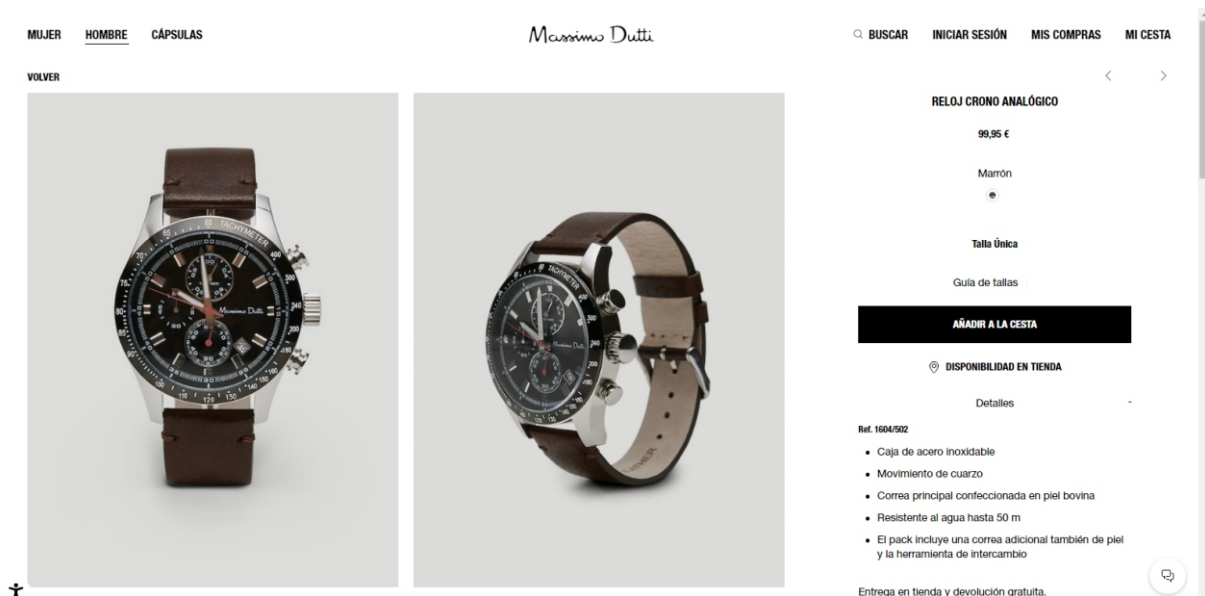 MUJER HOMBRE CÁPSULAS Massimo Dutti BUSCAR INICIAR SESIÓN MIS COMPRAS MI CESTA
VOLVER
RELOJ CRONO ANALÓGICO
99,95 €
Marrón
Talla Única
Guía de tallas
AÑADIR A LA CESTA
DISPONIBILIDAD EN TIENDA
Detalles
Ref. 1604/502
Caja de acero inoxidable
Movimiento de cuarzo
Correa principal confeccionada en piel bovina
Resistente al agua hasta 50 m
El pack incluye una correa adicional también de piel
y la herramienta de intercambio
Entrega en tienda y devolución gratuita.
TACHYMETER
Massimo Dutti
TACHYMETER
Massimo Dutti